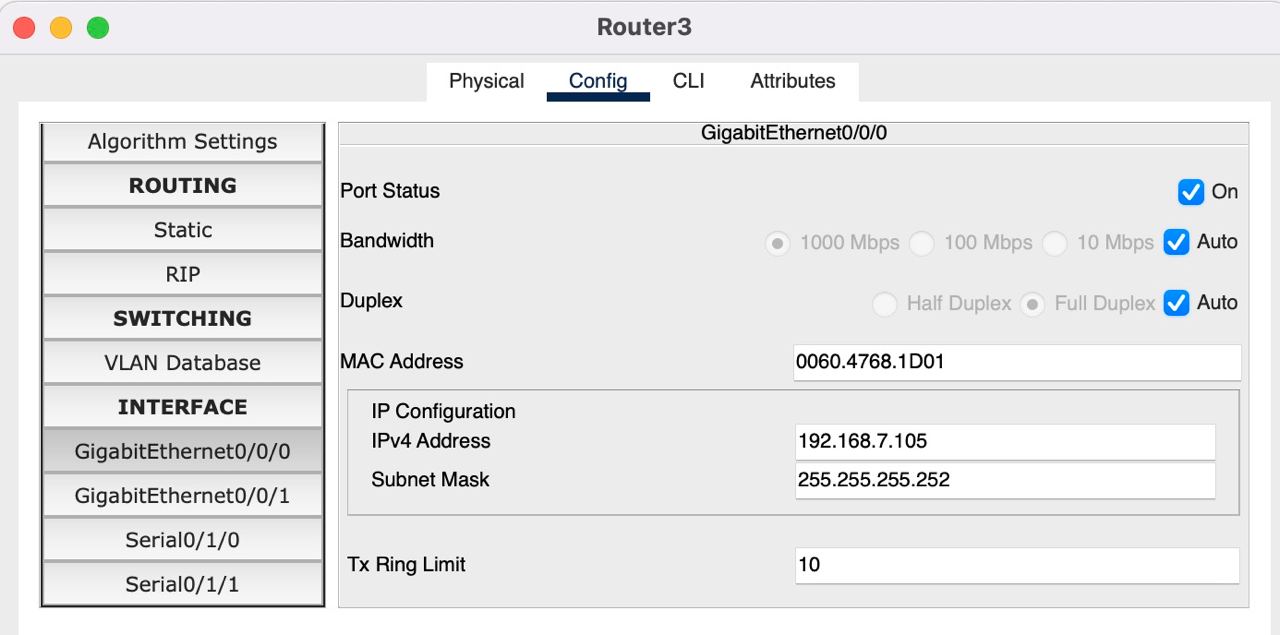 Router3
Physical Config CLI Attributes
Algorithm Settings
ROUTING
Static
RIP
SWITCHING
VLAN Database
INTERFACE
GigabitEthernet0/0/0
GigabitEthernet0/0/1
Serial0/1/0
Serial0/1/1
GigabitEthernet0/0/0
Port Status On
Bandwidth 1000 Mbps 100 Mbps 10 Mbps Auto
Duplex Half Duplex Full Duplex Auto
MAC Address 0060.4768.1D01
IP Configuration
IPv4 Address 192.168.7.105
Subnet Mask 255.255.255.252
Tx Ring Limit 10